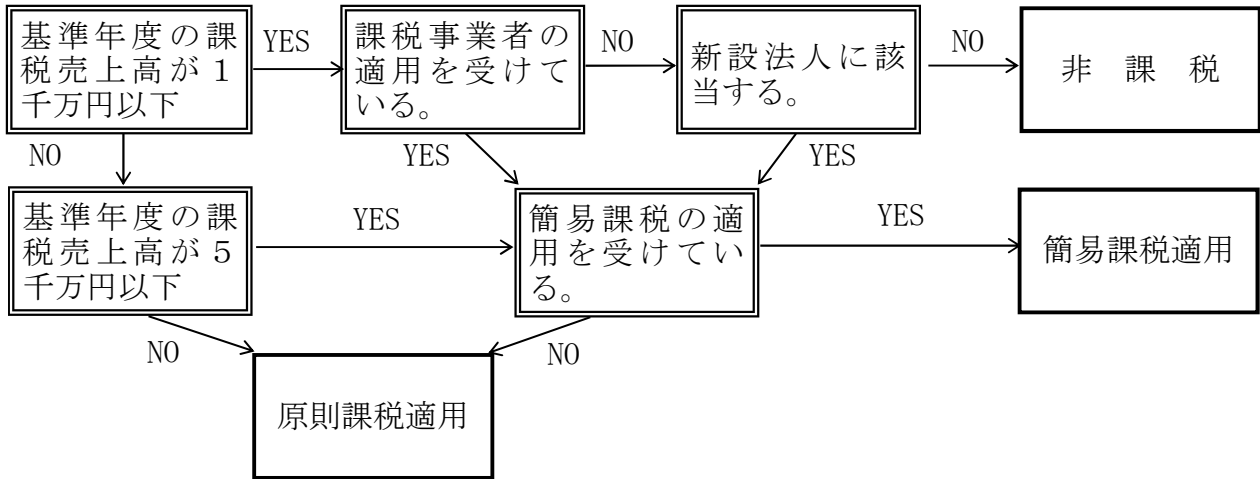 基準年度の課
税売上高が１
千万円以下
YES
課税事業者の
適用を受けて
いる。
NO
新設法人に該
当する。
NO
非　課　税
NO
YES
YES
基準年度の課
税売上高が５
千万円以下
YES
簡易課税の適
用を受けてい
る。
YES
簡易課税適用
NO
NO
原則課税適用